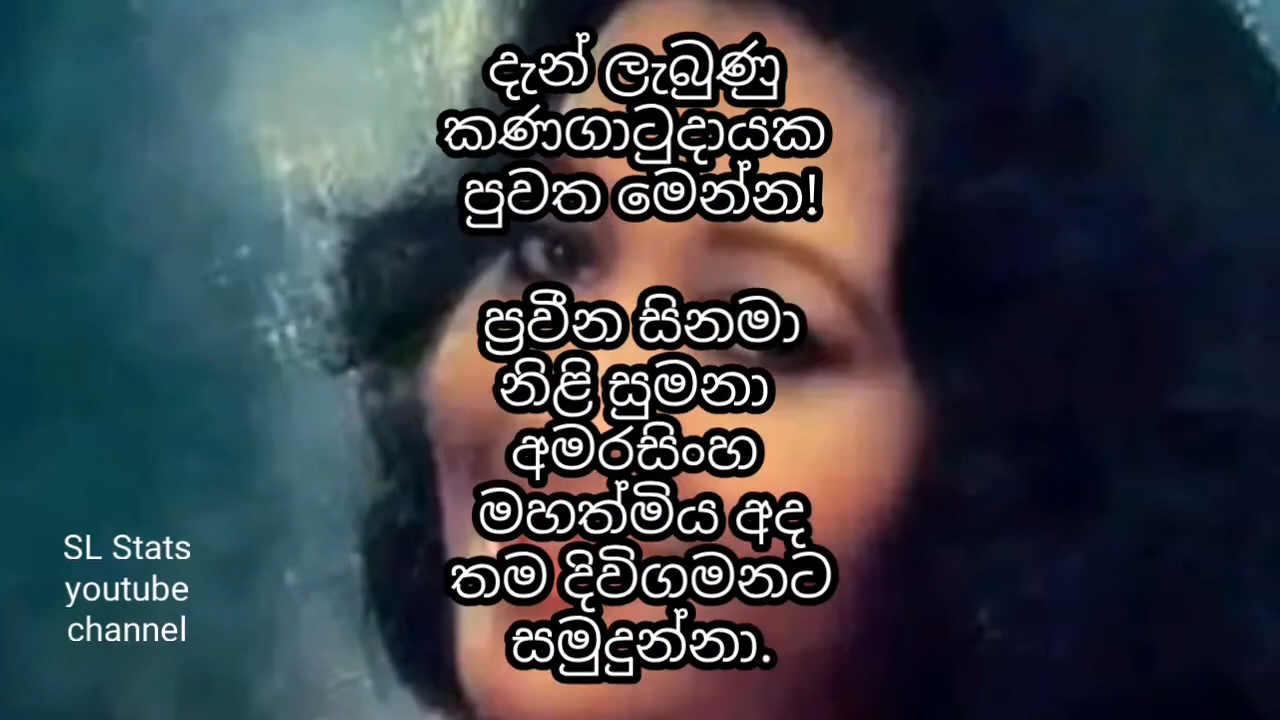 දැන් ලැබුණු
කණගාටුදායක
පුවත මෙන්න!
ප්‍රවීන සිනමා
නිළි සුමනා
අමරසිංහ
මහත්මිය අද
තම දිවිගමනට
සමුදුන්නා.
SL Stats
youtube
channel